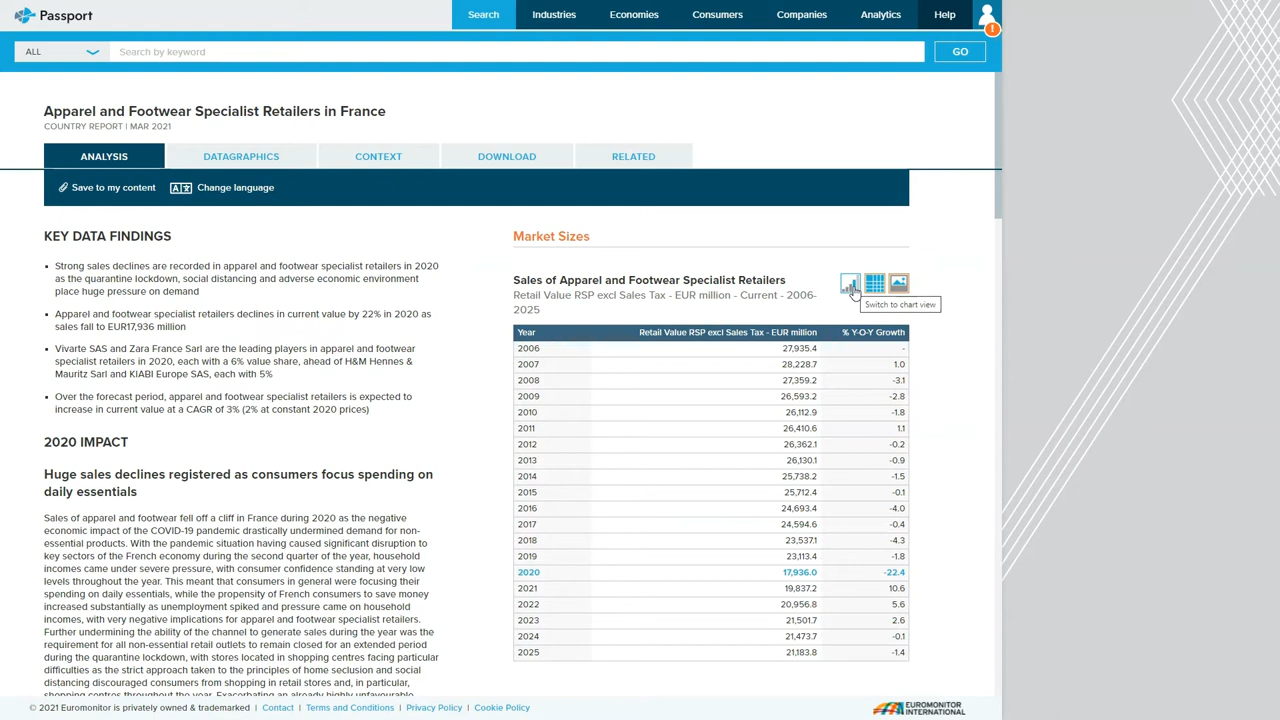 Passport
Search
Industries
Economies
Consumers
Companies
Analytics
Help
!
ALL
Search by keyword
GO
Apparel and Footwear Specialist Retailers in France
COUNTRY REPORT | MAR 2021
ANALYSIS
DATAGRAPHICS
CONTEXT
DOWNLOAD
RELATED
Save to my content
Change language
KEY DATA FINDINGS
Strong sales declines are recorded in apparel and footwear specialist retailers in 2020
as the quarantine lockdown, social distancing and adverse economic environment
place huge pressure on demand
Apparel and footwear specialist retailers declines in current value by 22% in 2020 as
sales fall to EUR17,936 million
Vivarte SAS and Zara France Sarl are the leading players in apparel and footwear
specialist retailers in 2020, each with a 6% value share, ahead of H&M Hennes &
Mauritz Sarl and KIABI Europe SAS, each with 5%
Over the forecast period, apparel and footwear specialist retailers is expected to
increase in current value at a CAGR of 3% (2% at constant 2020 prices)
2020 IMPACT
Huge sales declines registered as consumers focus spending on
daily essentials
Sales of apparel and footwear fell off a cliff in France during 2020 as the negative
economic impact of the COVID-19 pandemic drastically undermined demand for non-
essential products. With the pandemic situation having caused significant disruption to
key sectors of the French economy during the second quarter of the year, household
incomes came under severe pressure, with consumer confidence standing at very low
levels throughout the year. This meant that consumers in general were focusing their
spending on daily essentials, while the propensity of French consumers to save money
increased substantially as unemployment spiked and pressure came on household
incomes, with very negative implications for apparel and footwear specialist retailers.
Further undermining the ability of the channel to generate sales during the year was the
requirement for all non-essential retail outlets to remain closed for an extended period
during the quarantine lockdown, with stores located in shopping centres facing particular
difficulties as the strict approach taken to the principles of home seclusion and social
distancing discouraged consumers from shopping in retail stores and, in particular,
shopping centres throughout the year. Exacerbating an already highly unfavourable
Market Sizes
Sales of Apparel and Footwear Specialist Retailers
Retail Value RSP excl Sales Tax - EUR million - Current - 2006-
2025
Switch to chart view
Year Retail Value RSP excl Sales Tax - EUR million % Y-O-Y Growth
2006 27,935.4 -
2007 28,228.7 1.0
2008 27,359.2 -3.1
2009 26,593.2 -2.8
2010 26,112.9 -1.8
2011 26,410.6 1.1
2012 26,362.1 -0.2
2013 26,130.1 -0.9
2014 25,738.2 -1.5
2015 25,712.4 -0.1
2016 24,693.4 -4.0
2017 24,594.6 -0.4
2018 23,537.1 -4.3
2019 23,113.4 -1.8
2020 17,936.0 -22.4
2021 19,837.2 10.6
2022 20,956.8 5.6
2023 21,501.7 2.6
2024 21,473.7 -0.1
2025 21,183.8 -1.4
© 2021 Euromonitor is privately owned & trademarked | Contact | Terms and Conditions | Privacy Policy | Cookie Policy
EUROMONITOR
INTERNATIONAL